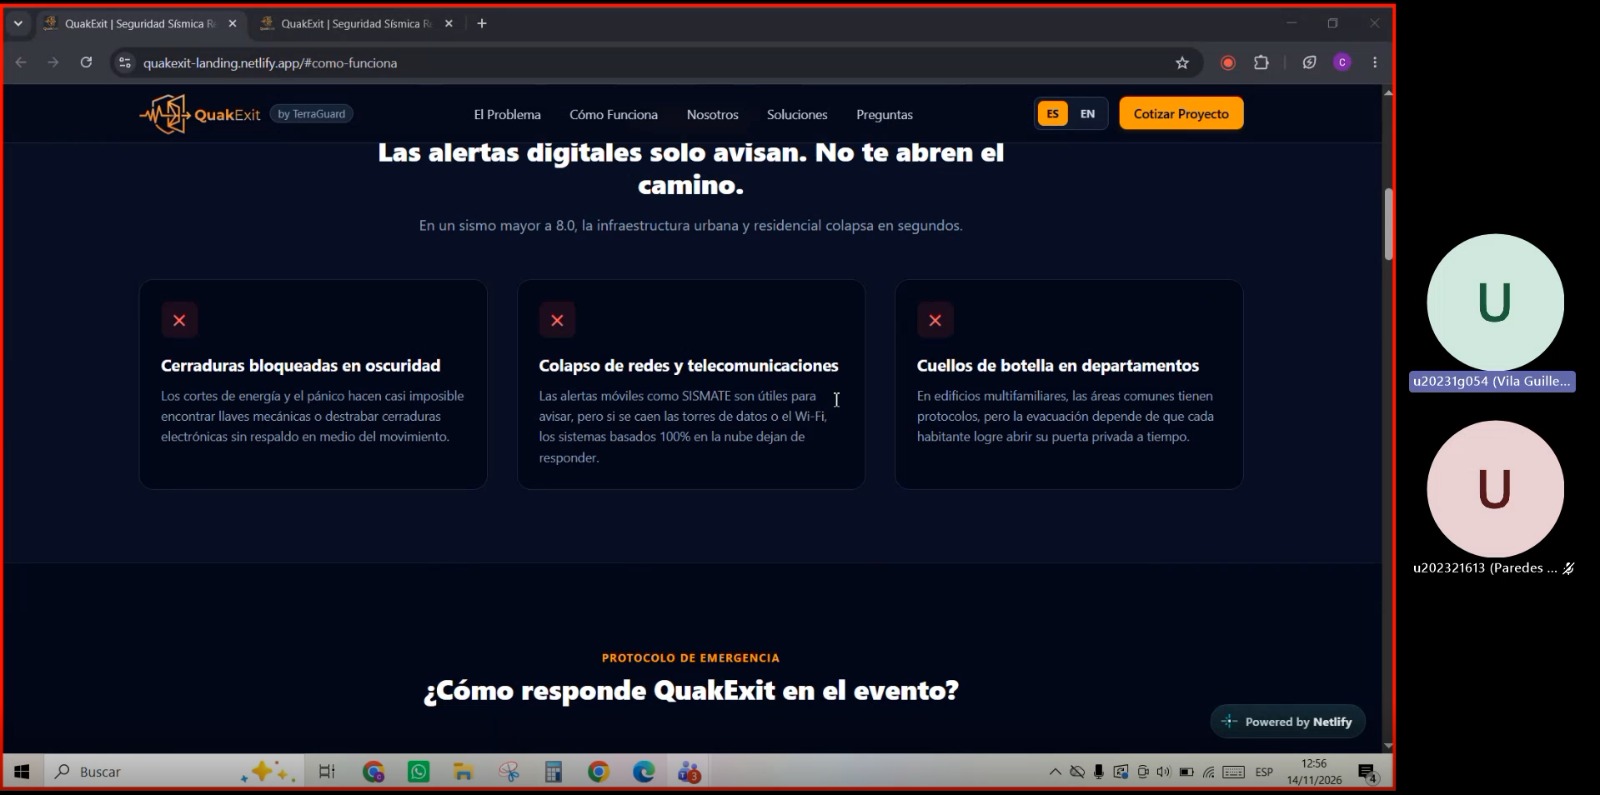 QuakExit | Seguridad Sísmica R
QuakExit | Seguridad Sísmica R
quakexit-landing.netlify.app/#como-funciona
C
QuakExit
by TerraGuard
El Problema
Cómo Funciona
Nosotros
Soluciones
Preguntas
ES
EN
Cotizar Proyecto
Las alertas digitales solo avisan. No te abren el
camino.
En un sismo mayor a 8.0, la infraestructura urbana y residencial colapsa en segundos.
Cerraduras bloqueadas en oscuridad
Los cortes de energía y el pánico hacen casi imposible
encontrar llaves mecánicas o destrabar cerraduras
electrónicas sin respaldo en medio del movimiento.
Colapso de redes y telecomunicaciones
Las alertas móviles como SISMATE son útiles para
avisar, pero si se caen las torres de datos o el Wi-Fi,
los sistemas basados 100% en la nube dejan de
responder.
Cuellos de botella en departamentos
En edificios multifamiliares, las áreas comunes tienen
protocolos, pero la evacuación depende de que cada
habitante logre abrir su puerta privada a tiempo.
PROTOCOLO DE EMERGENCIA
¿Cómo responde QuakExit en el evento?
Powered by Netlify
Buscar
3
ESP
12:56
14/11/2026
4
U
u20231g054 (Vila Guille...
U
u202321613 (Paredes ...